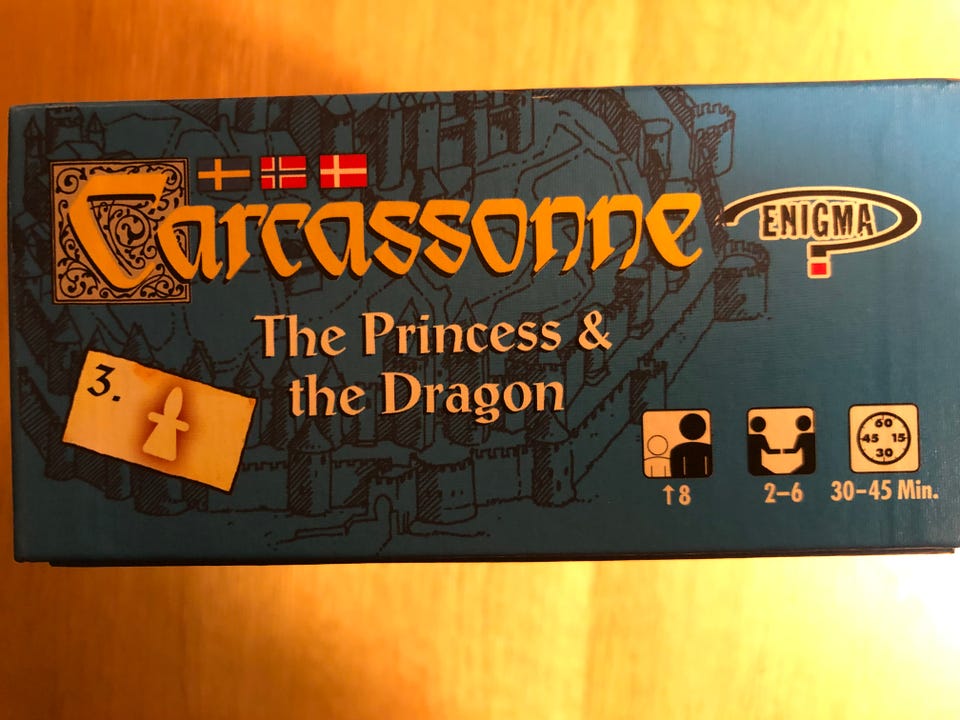 Carcassonne
ENIGMA
The Princess &
the Dragon
3.
60
45 15
30
↑8
2-6
30-45 Min.